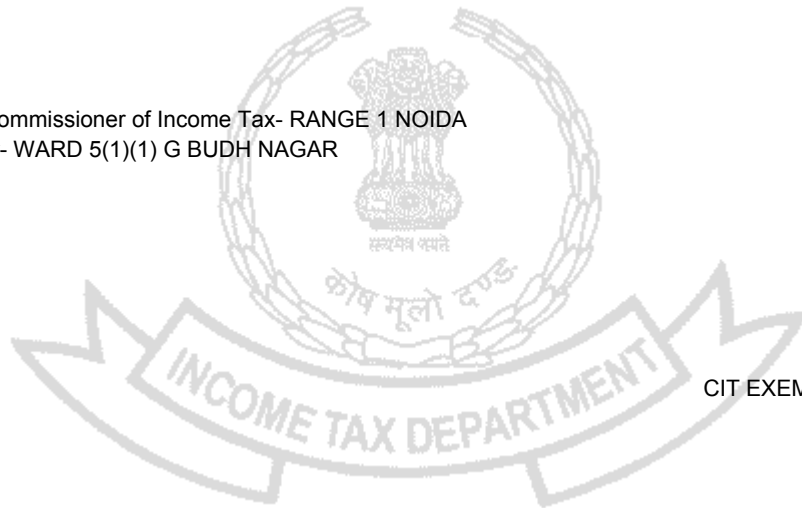 ommissioner of Income Tax- RANGE 1 NOIDA
- WARD 5(1)(1) G BUDH NAGAR
सत्यमेव जयते
कोष मूलो दण्डः
INCOME TAX DEPARTMENT
CIT EXEM